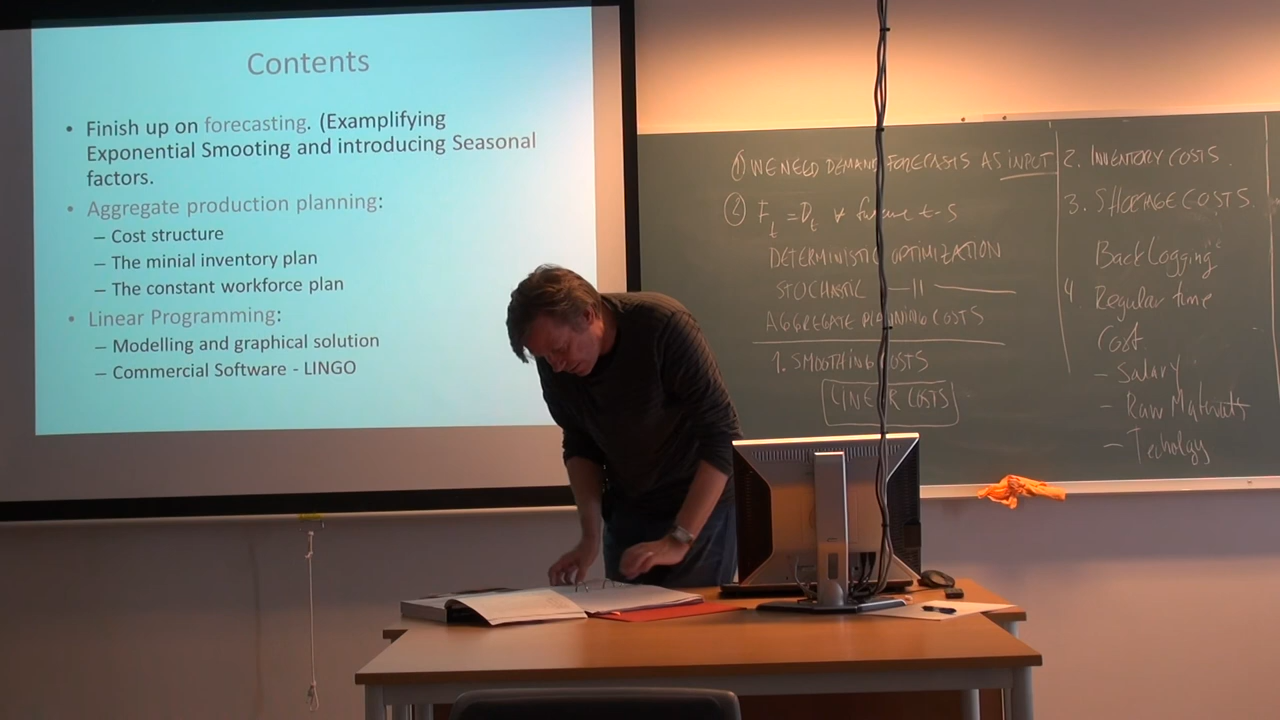 Contents
• Finish up on forecasting. (Examplifying
Exponential Smooting and introducing Seasonal
factors.
• Aggregate production planning:
– Cost structure
– The minial inventory plan
– The constant workforce plan
• Linear Programming:
– Modelling and graphical solution
– Commercial Software - LINGO
① WE NEED DEMAND FORECASTS AS INPUT
② Ft = Dt ∀ future t-s
DETERMINISTIC OPTIMIZATION
STOCHASTIC —11—
AGGREGATE PLANNING COSTS
1. SMOOTHING COSTS
LINEAR COSTS
2. INVENTORY COSTS.
3. SHORTAGE COSTS.
Backlogging
4. Regular time
Cost
- Salary
- Raw Materials
- Techology